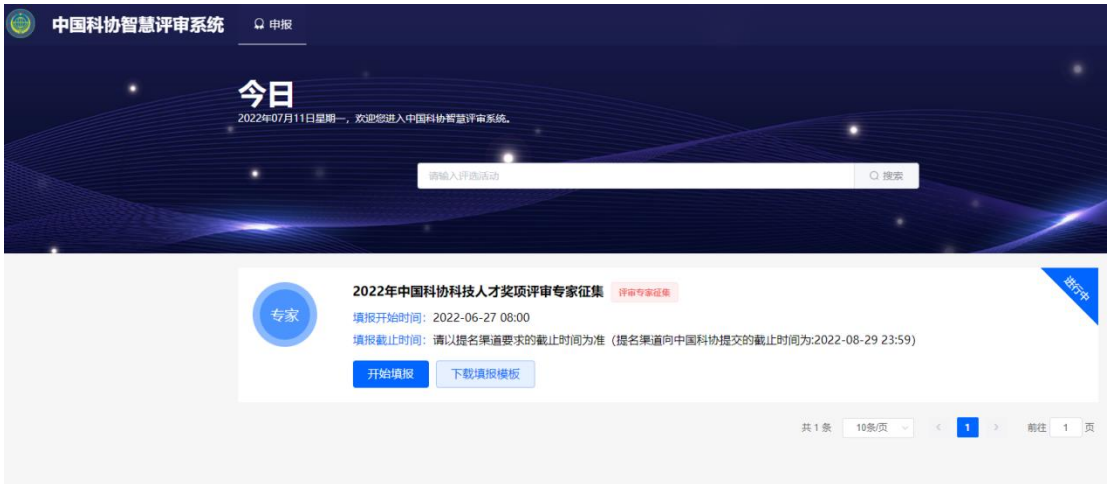 中国科协智慧评审系统 申报
今日
2022年07月11日星期一，欢迎您进入中国科协智慧评审系统。
请输入评选活动 搜索
进行中
专家
2022年中国科协科技人才奖项评审专家征集 评审专家征集
填报开始时间：2022-06-27 08:00
填报截止时间：请以提名渠道要求的截止时间为准（提名渠道向中国科协提交的截止时间为:2022-08-29 23:59）
开始填报 下载填报模板
共 1 条 10条/页 < 1 > 前往 1 页